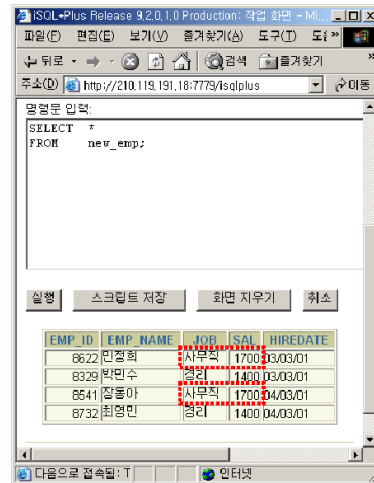 iSQL*Plus Release 9.2.0.1.0 Production: 작업 화면 - Mi...
파일(F) 편집(E) 보기(V) 즐겨찾기(A) 도구(T)
뒤로 검색 즐겨찾기
주소(D) http://210.119.191.18:7779/isqlplus 이동
명령문 입력:
SELECT *
FROM new_emp;
실행 스크립트 저장 화면 지우기 취소
EMP_ID EMP_NAME JOB SAL HIREDATE
8622 민정희 사무직 1700 03/03/01
8329 박민수 경리 1400 03/03/01
8541 장동아 사무직 1700 04/03/01
8732 최영민 경리 1400 04/03/01
다음으로 접속됨: T 인터넷